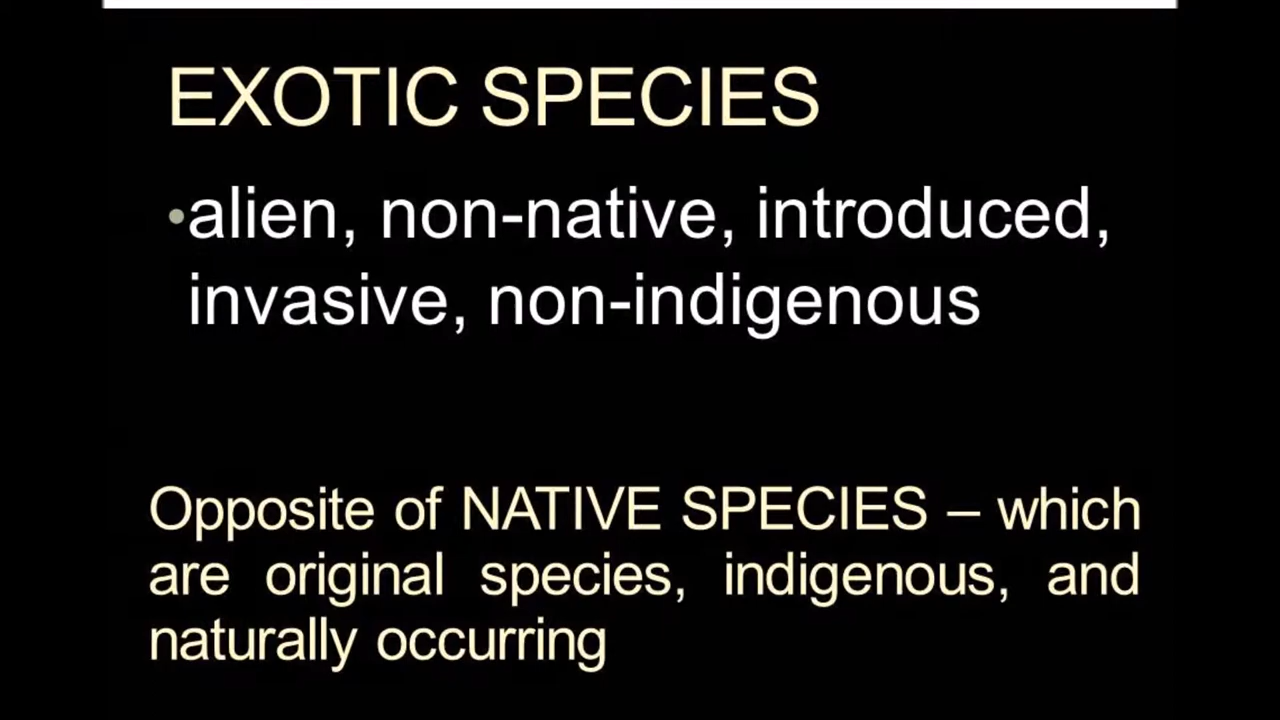 EXOTIC SPECIES
•alien, non-native, introduced,
invasive, non-indigenous
Opposite of NATIVE SPECIES – which
are original species, indigenous, and
naturally occurring